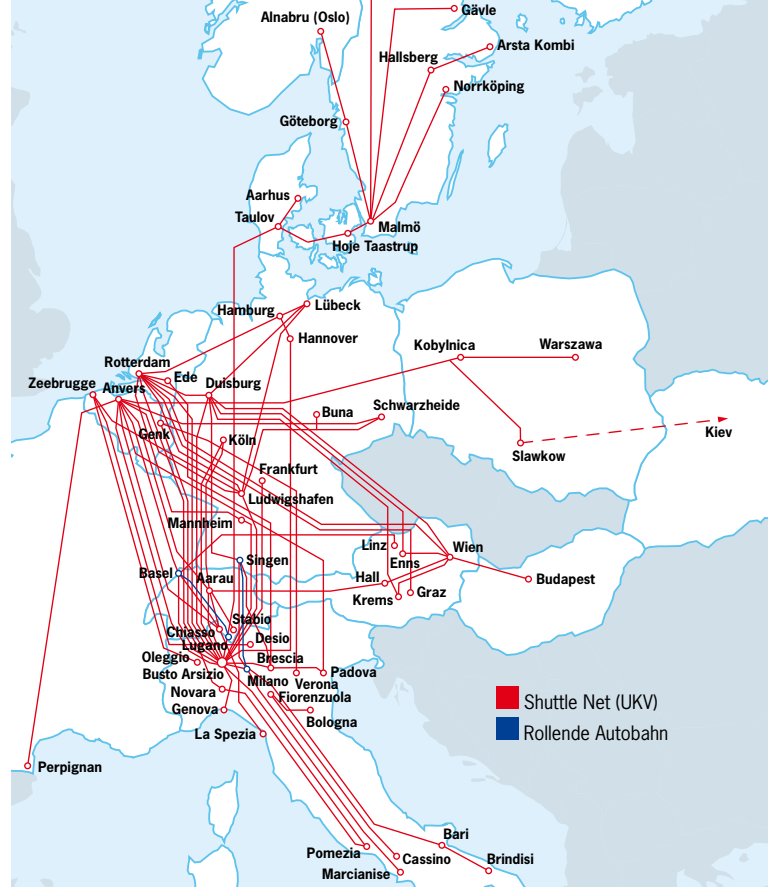 Gävle
Alnabru (Oslo)
Arsta Kombi
Hallsberg
Norrköping
Göteborg
Aarhus
Taulov
Malmö
Hoje Taastrup
Lübeck
Hamburg
Hannover
Kobylnica
Warszawa
Rotterdam
Ede
Zeebrugge
Anvers
Duisburg
Buna
Schwarzheide
Kiev
Genk
Köln
Slawkow
Frankfurt
Ludwigshafen
Mannheim
Linz
Wien
Enns
Singen
Basel
Aarau
Hall
Budapest
Krems
Graz
Stabio
Chiasso
Desio
Lugano
Oleggio
Brescia
Busto Arsizio
Padova
Milano
Verona
Novara
Fiorenzuola
Genova
Bologna
La Spezia
Shuttle Net (UKV)
Rollende Autobahn
Perpignan
Bari
Pomezia
Cassino
Brindisi
Marcianise